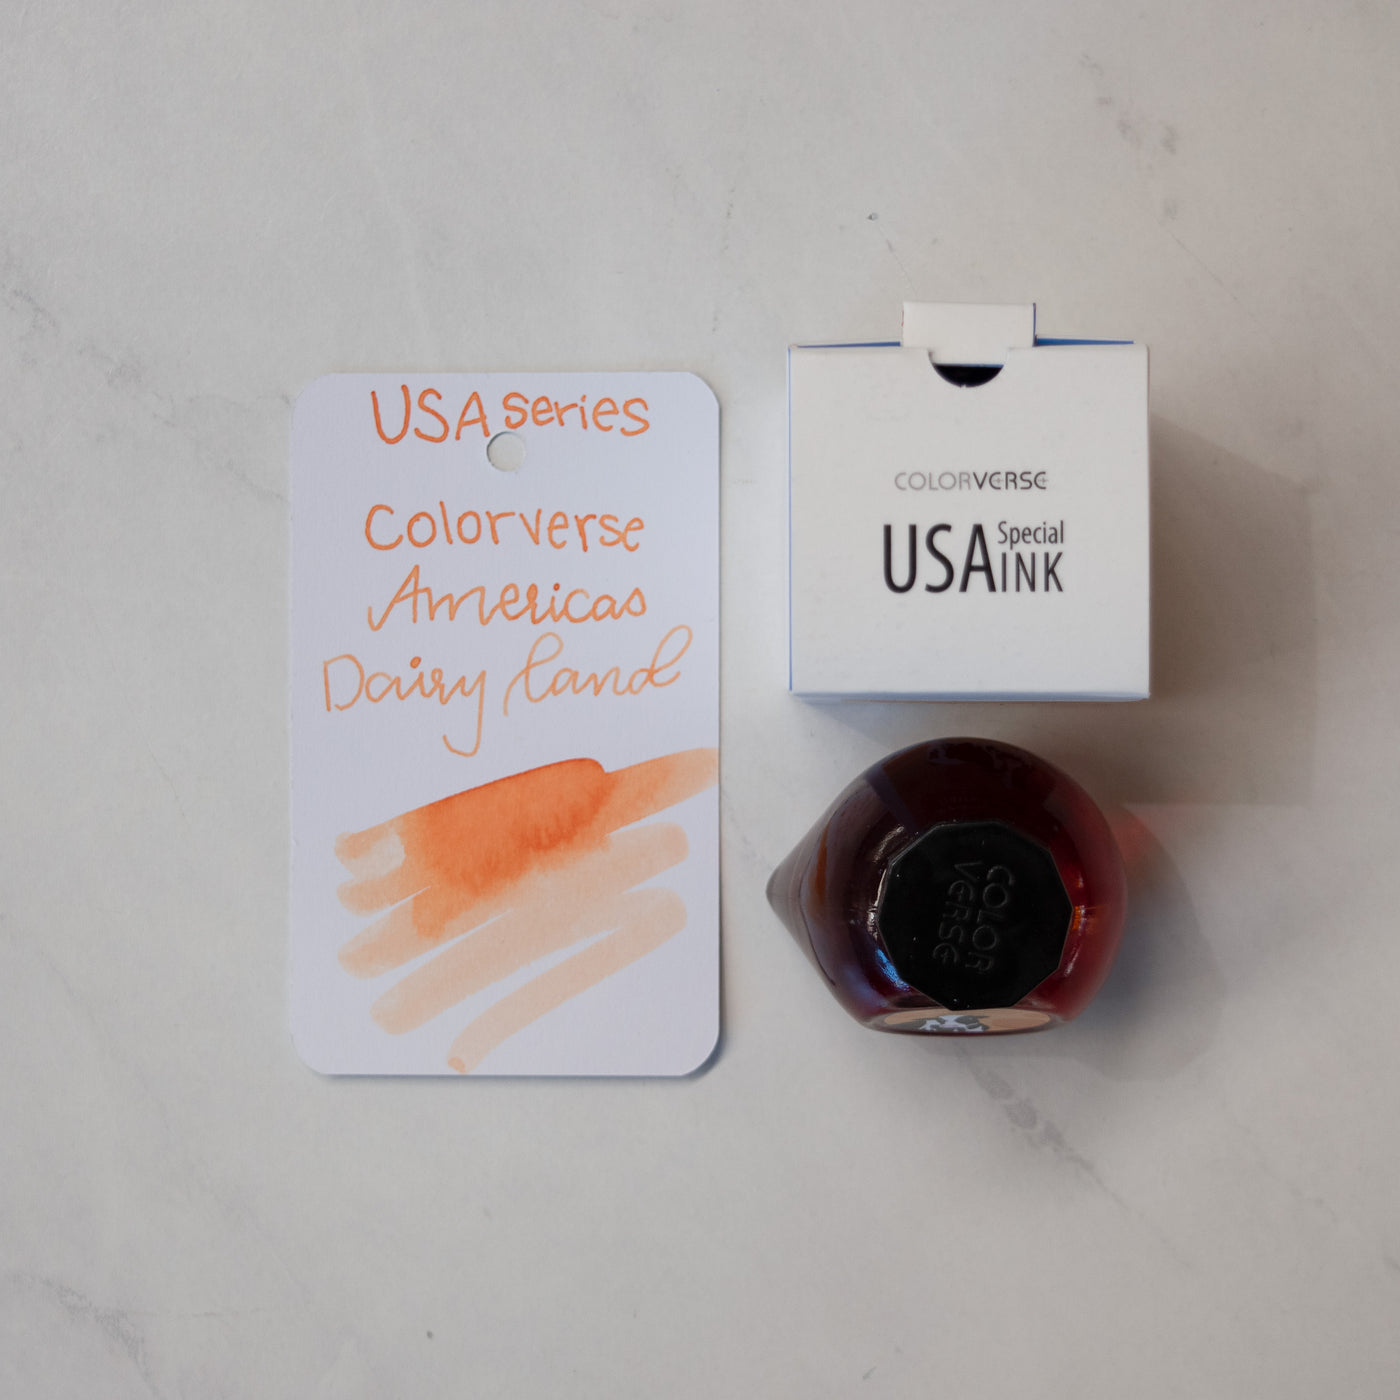 USA series
Colorverse
Americas
Dairy land
COLORVERSE
USA Special INK
COLOR
VERSE